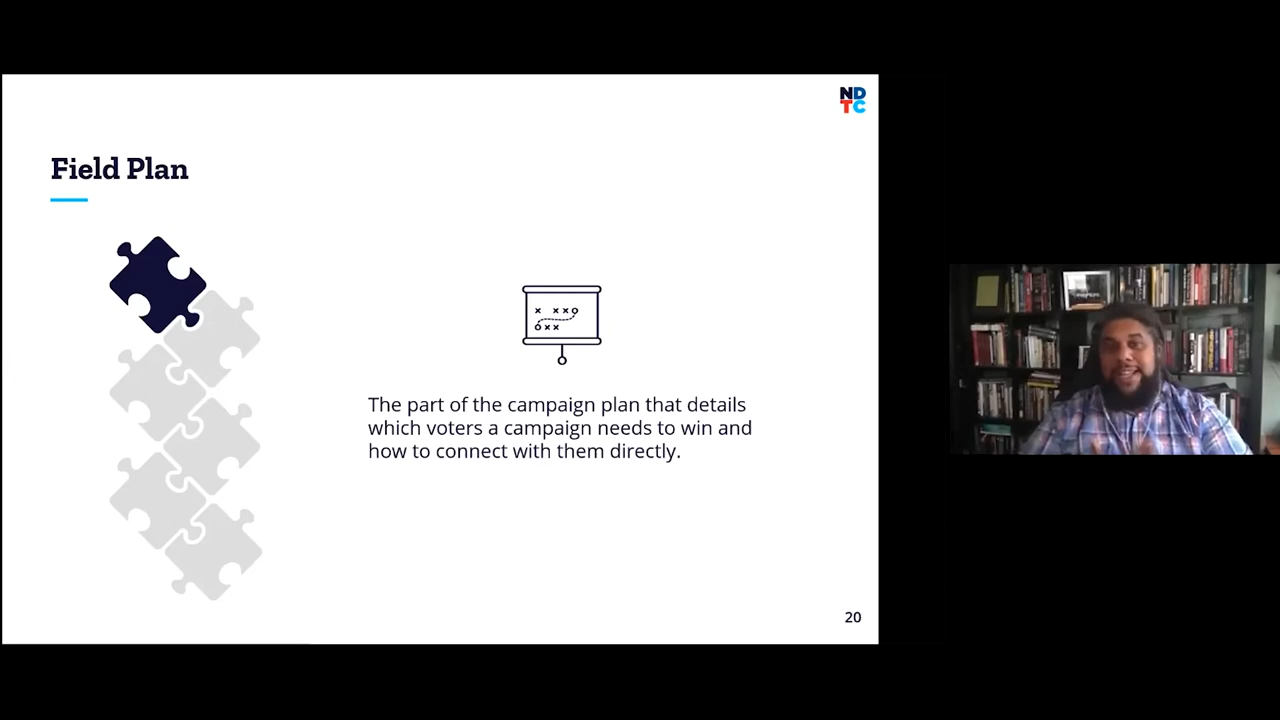 ND
TC
Field Plan
The part of the campaign plan that details
which voters a campaign needs to win and
how to connect with them directly.
20